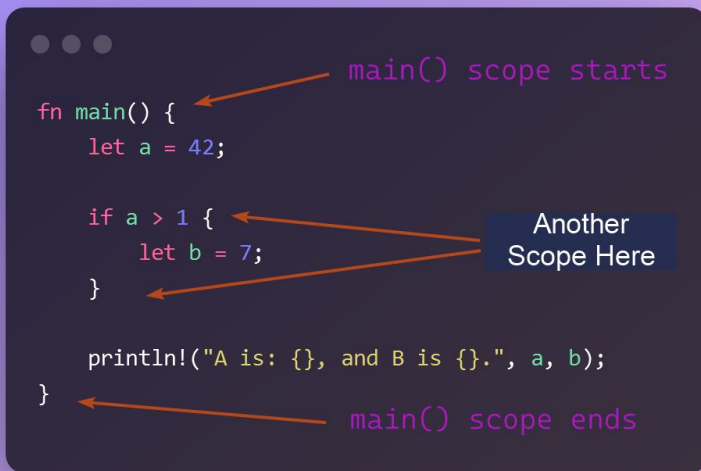 main() scope starts
fn main() {
    let a = 42;
    if a > 1 {
Another
        let b = 7;
Scope Here
    }
    println!("A is: {}, and B is {}.", a, b);
}
main() scope ends